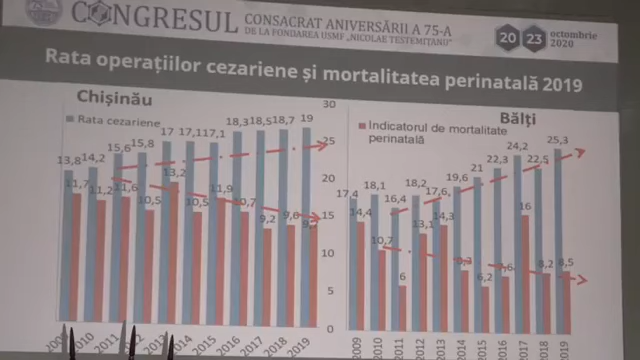 CONGRESUL
CONSACRAT ANIVERSĂRII A 75-A
DE LA FONDAREA USMF „NICOLAE TESTEMIȚANU"
20 23 octombrie
2020
Rata operațiilor cezariene și mortalitatea perinatală 2019
Chișinău
Rata cezariene
13,8 14,2 15,6 15,8 17 17,1 17,1 18,3 18,5 18,7 19
11,7 11,2 11,6 10,5 13,2 10,5 11,9 10,7 9,2 9,6
2010 2011 2012 2013 2014 2015 2016 2017 2018 2019
30
25
20
15
10
5
0
Bălți
Indicatorul de mortalitate
perinatală
17,4 18,1 16,4 18,2 17,6 19,6 21 22,3 24,2 22,5 25,3
14,4 10,7 6 13,1 14,3 6,2 7,6 16 8,2 8,5
2009 2010 2011 2012 2013 2014 2015 2016 2017 2018 2019